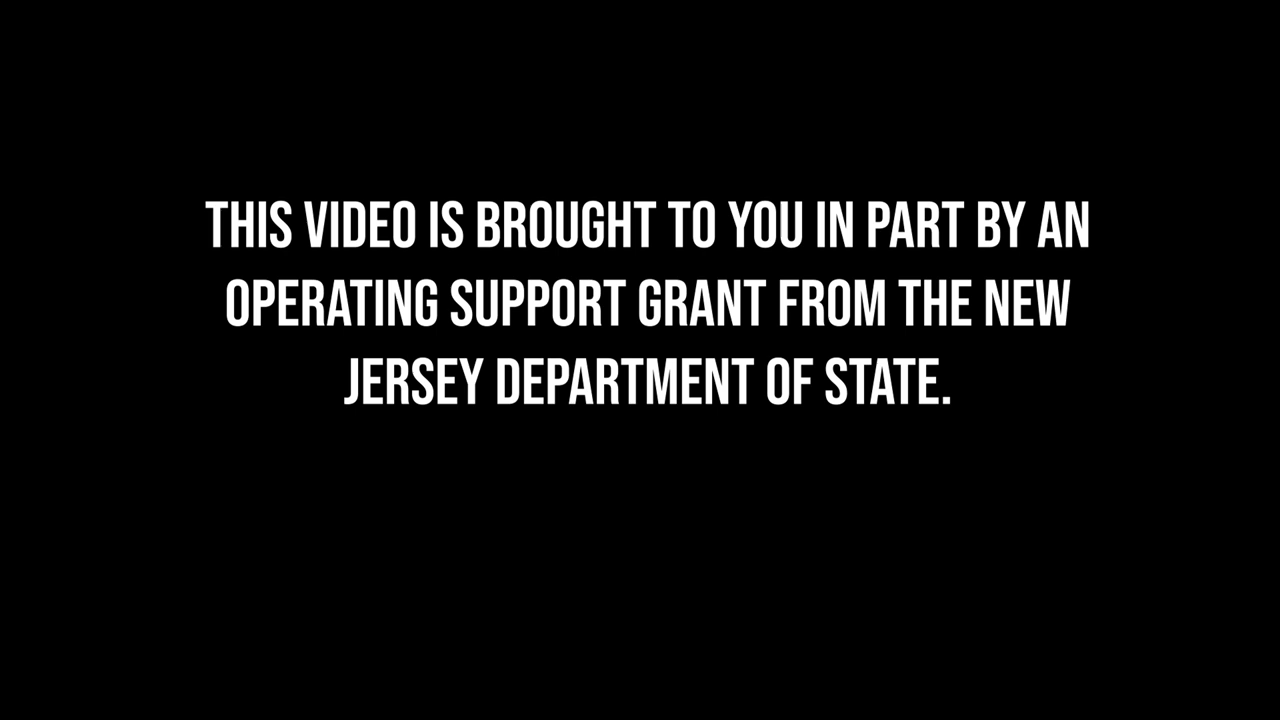 THIS VIDEO IS BROUGHT TO YOU IN PART BY AN
OPERATING SUPPORT GRANT FROM THE NEW
JERSEY DEPARTMENT OF STATE.